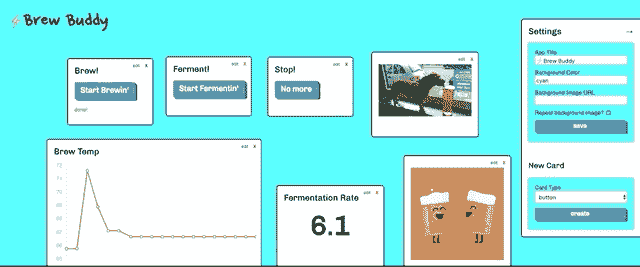 ⚡Brew Buddy
Settings →
App Title
⚡Brew Buddy
Background Color
cyan
Background Image URL
Repeat background image?
save
New Card
Card Type
button
create
edit X
Brew!
Start Brewin'
done!
edit X
Ferment!
Start Fermentin'
edit X
Stop!
No more
edit X
edit X
Brew Temp
73
72
70
69
68
66
65
edit X
Fermentation Rate
6.1
edit X